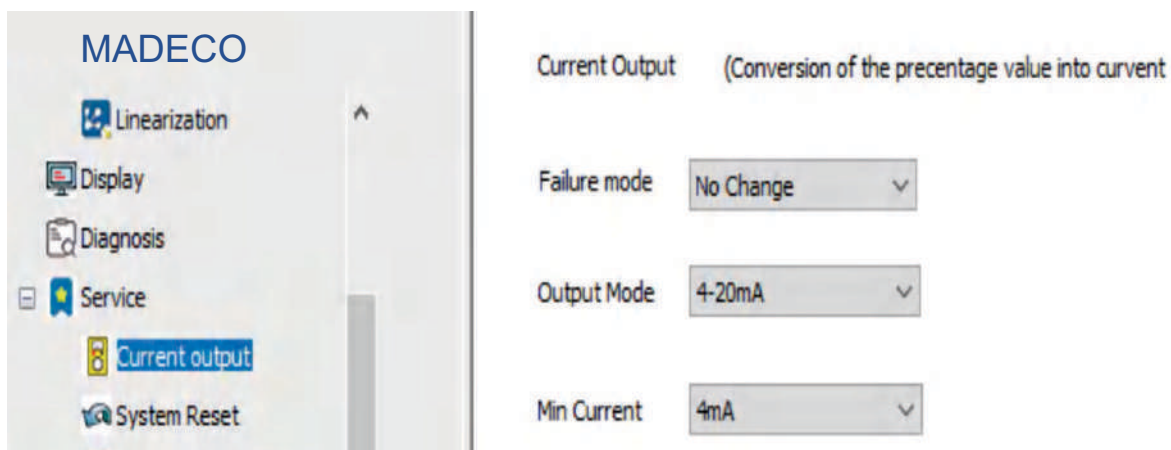 MADECO
Linearization
Display
Diagnosis
Service
Current output
System Reset
Current Output (Conversion of the precentage value into curvent
Failure mode No Change
Output Mode 4-20mA
Min Current 4mA